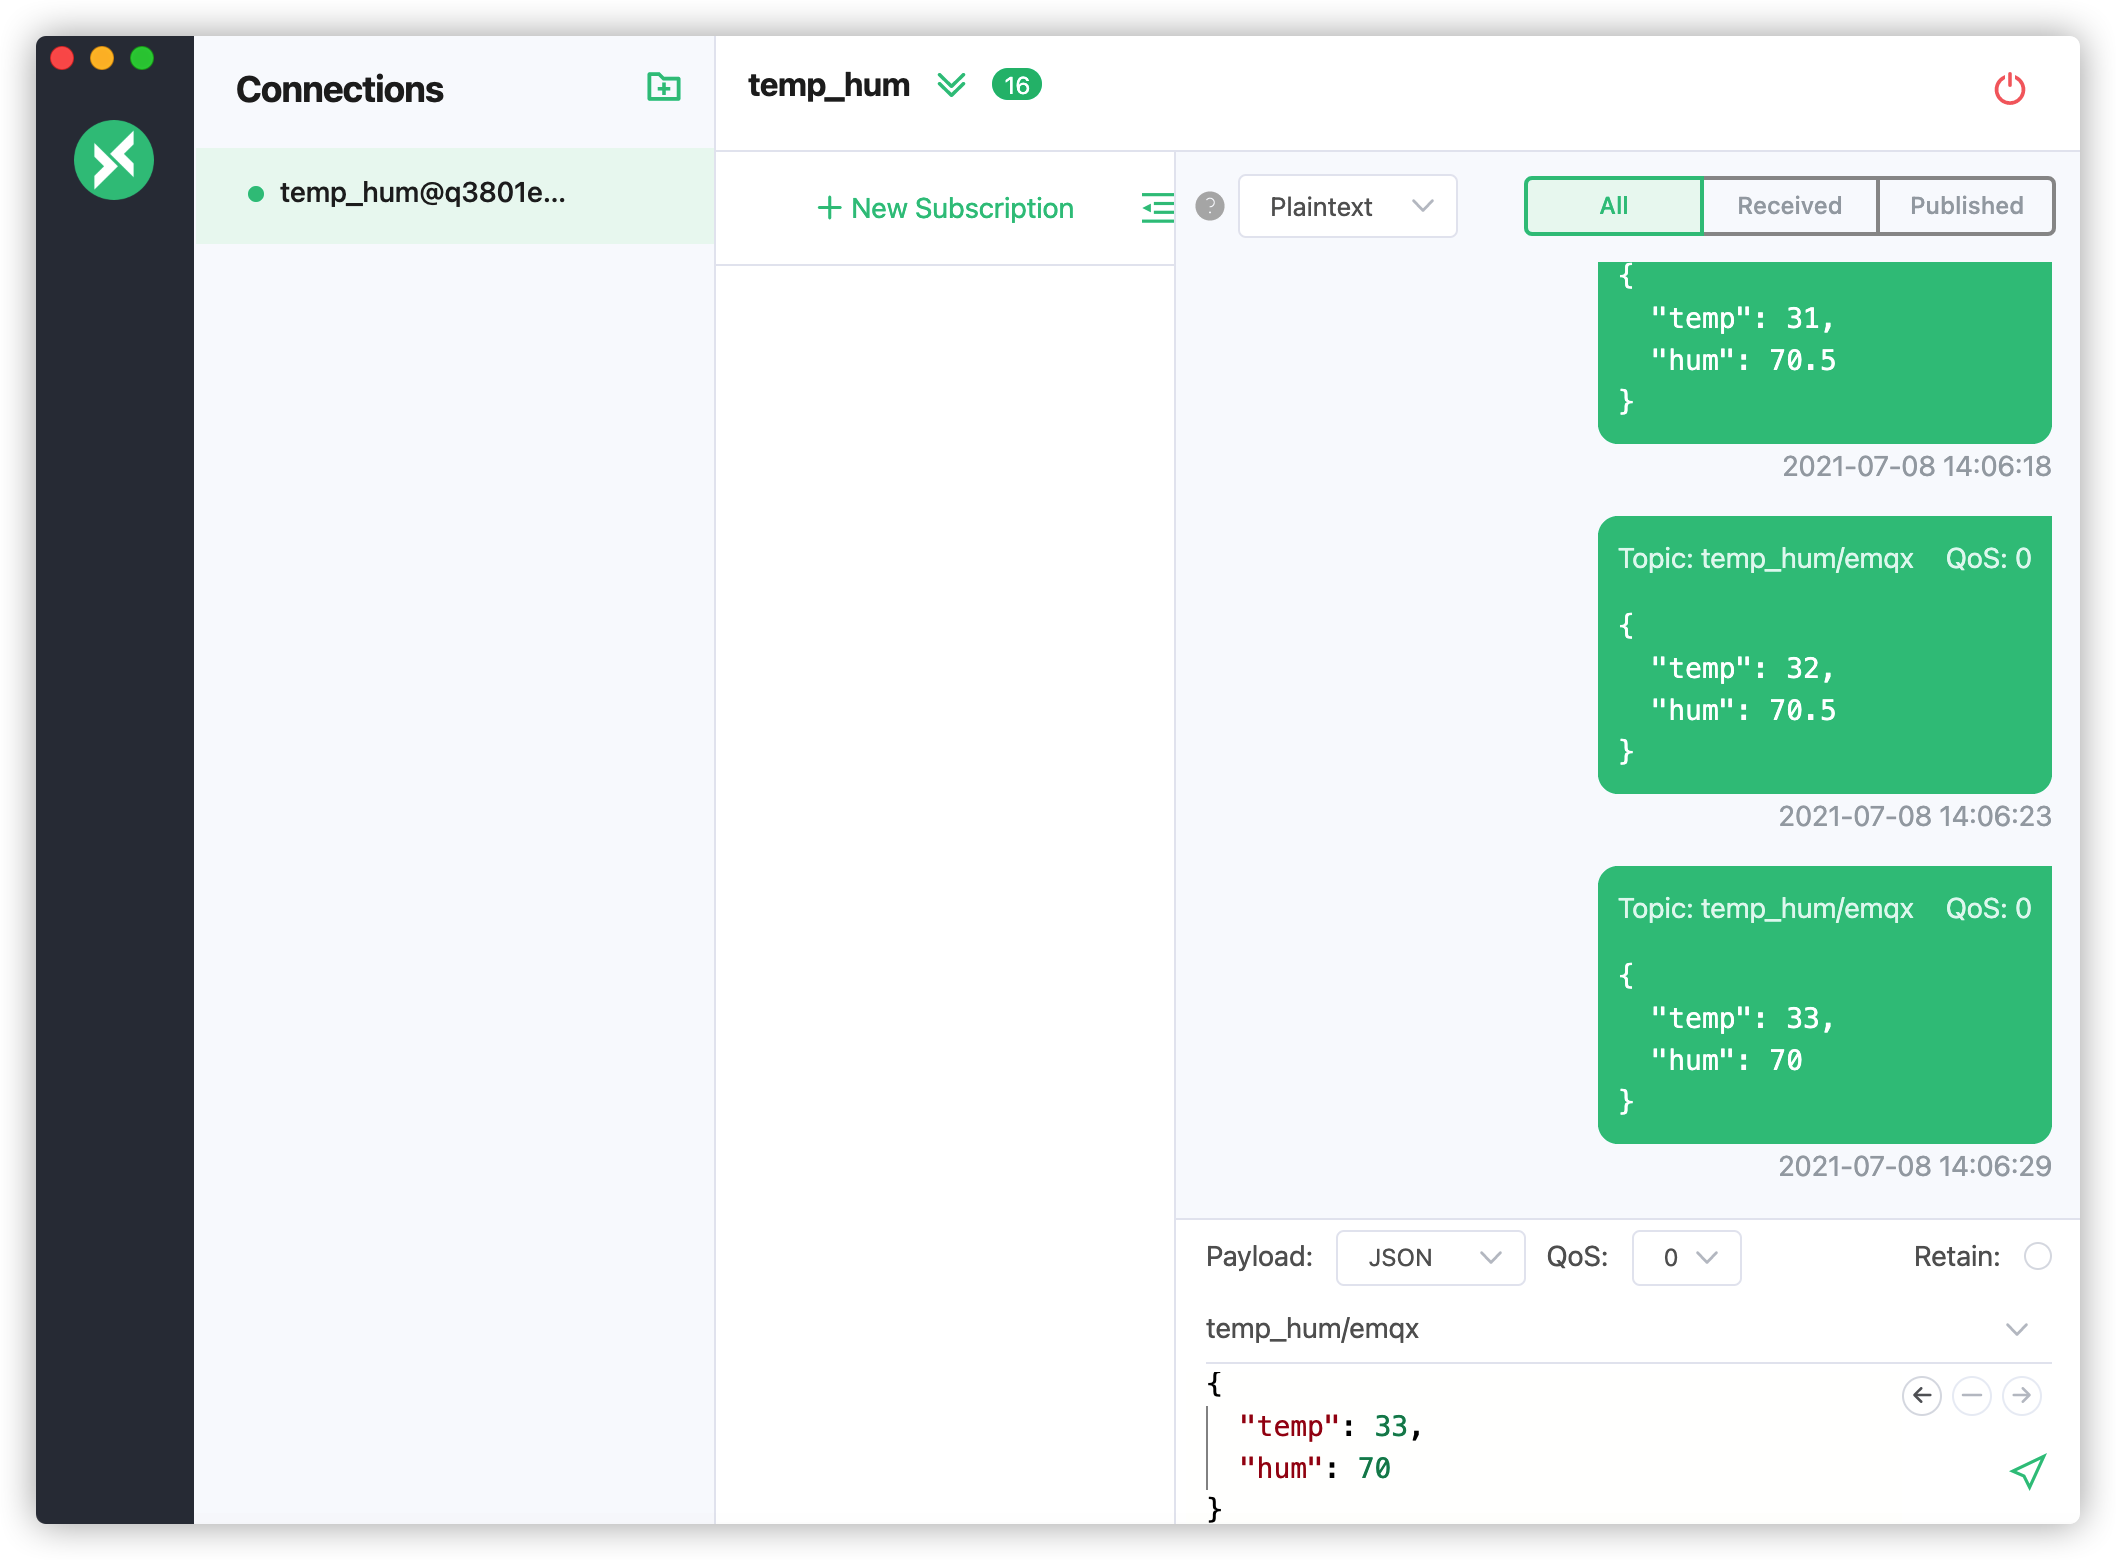 Connections
temp_hum@q3801e...
temp_hum 16
+ New Subscription
? Plaintext
All Received Published
{
"temp": 31,
"hum": 70.5
}
2021-07-08 14:06:18
Topic: temp_hum/emqx QoS: 0
{
"temp": 32,
"hum": 70.5
}
2021-07-08 14:06:23
Topic: temp_hum/emqx QoS: 0
{
"temp": 33,
"hum": 70
}
2021-07-08 14:06:29
Payload: JSON QoS: 0 Retain:
temp_hum/emqx
{
"temp": 33,
"hum": 70
}